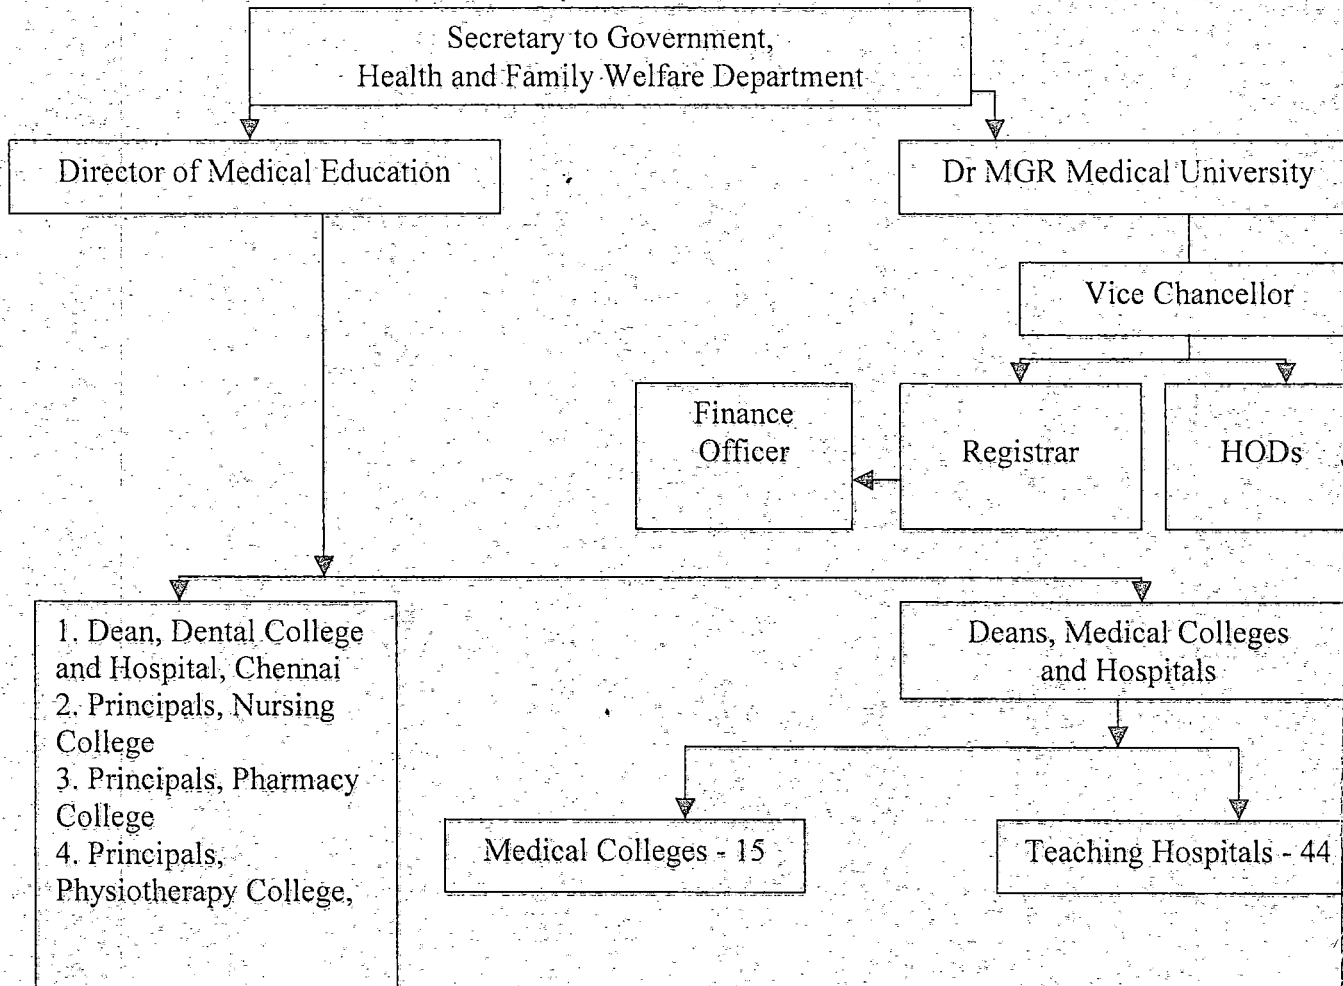 Secretary to Government,
Health and Family Welfare Department
Director of Medical Education
Dr MGR Medical University
Vice Chancellor
Finance
Officer
Registrar
HODs
1. Dean, Dental College
and Hospital, Chennai
2. Principals, Nursing
College
3. Principals, Pharmacy
College
4. Principals,
Physiotherapy College,
Deans, Medical Colleges
and Hospitals
Medical Colleges - 15
Teaching Hospitals - 44